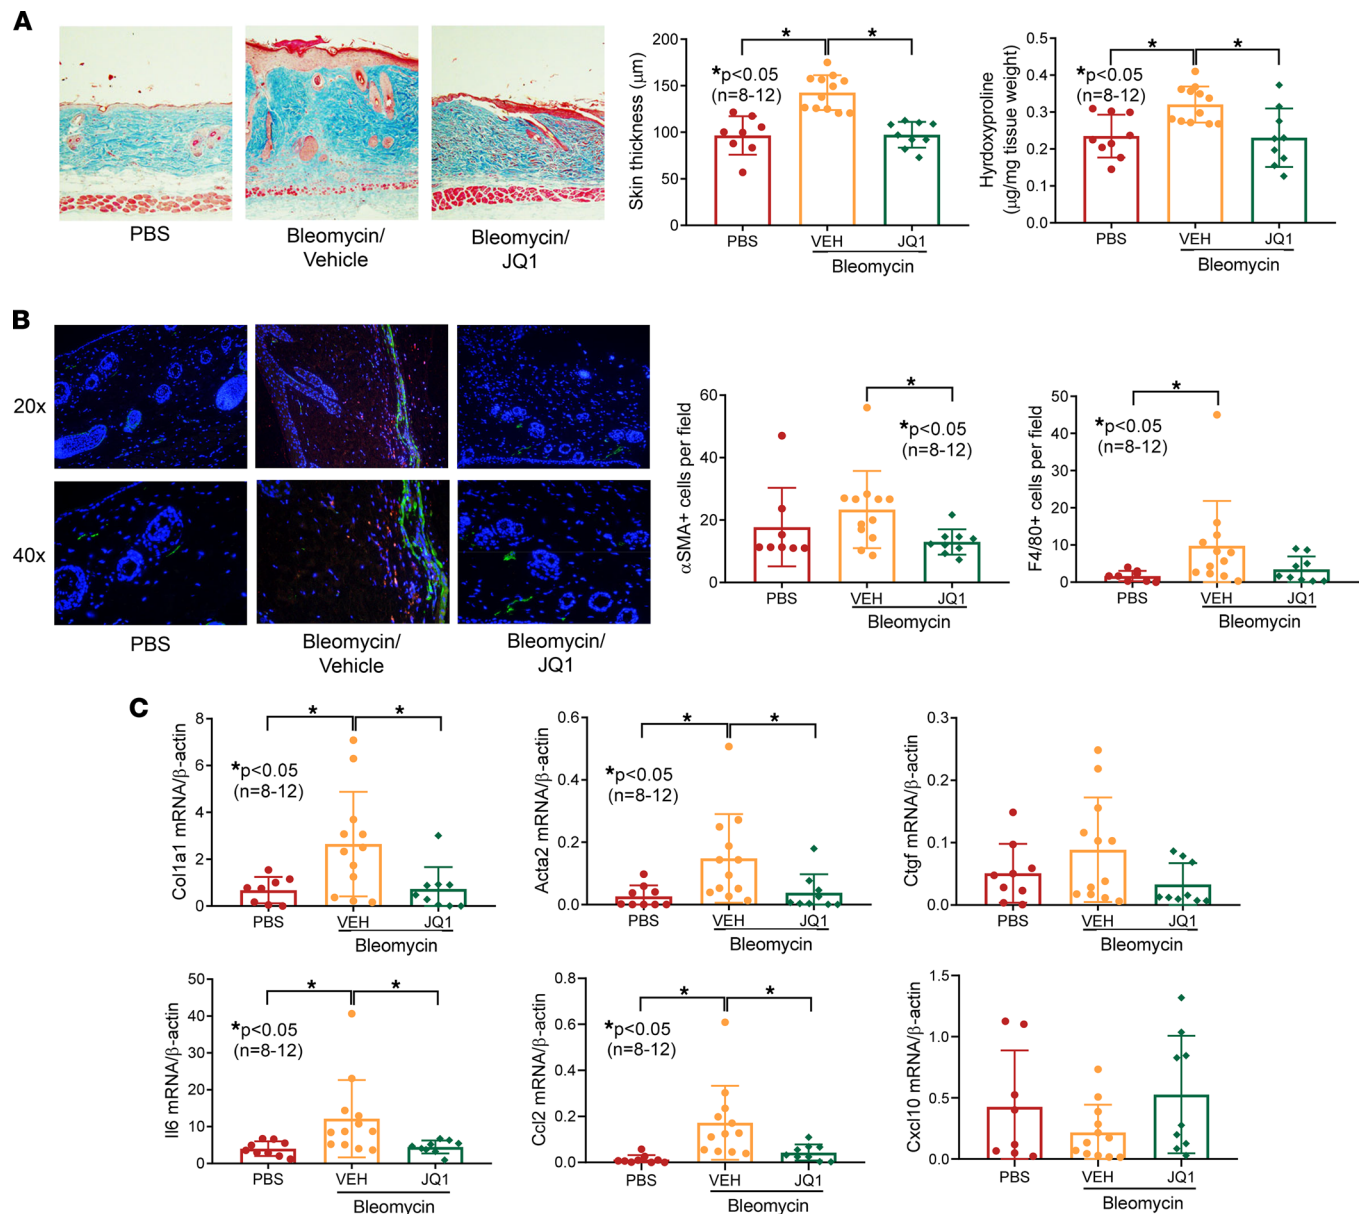 A
PBS
Bleomycin/
Vehicle
Bleomycin/
JQ1
Skin thickness (μm)
200
150
100
50
0
*p<0.05
(n=8-12)
*
*
PBS
VEH
JQ1
Bleomycin
Hyrdoxyproline
(μg/mg tissue weight)
0.5
0.4
0.3
0.2
0.1
0.0
*p<0.05
(n=8-12)
*
*
PBS
VEH
JQ1
Bleomycin
B
20x
40x
PBS
Bleomycin/
Vehicle
Bleomycin/
JQ1
αSMA+ cells per field
60
40
20
0
*
*p<0.05
(n=8-12)
PBS
VEH
JQ1
Bleomycin
F4/80+ cells per field
50
40
30
20
10
0
*
*p<0.05
(n=8-12)
PBS
VEH
JQ1
Bleomycin
C
Col1a1 mRNA/β-actin
8
6
4
2
0
*
*
*p<0.05
(n=8-12)
PBS
VEH
JQ1
Bleomycin
Acta2 mRNA/β-actin
0.6
0.4
0.2
0.0
*
*
*p<0.05
(n=8-12)
PBS
VEH
JQ1
Bleomycin
Ctgf mRNA/β-actin
0.3
0.2
0.1
0.0
PBS
VEH
JQ1
Bleomycin
Il6 mRNA/β-actin
50
40
30
20
10
0
*
*
*p<0.05
(n=8-12)
PBS
VEH
JQ1
Bleomycin
Ccl2 mRNA/β-actin
0.8
0.6
0.4
0.2
0.0
*
*
*p<0.05
(n=8-12)
PBS
VEH
JQ1
Bleomycin
Cxcl10 mRNA/β-actin
1.5
1.0
0.5
0.0
PBS
VEH
JQ1
Bleomycin